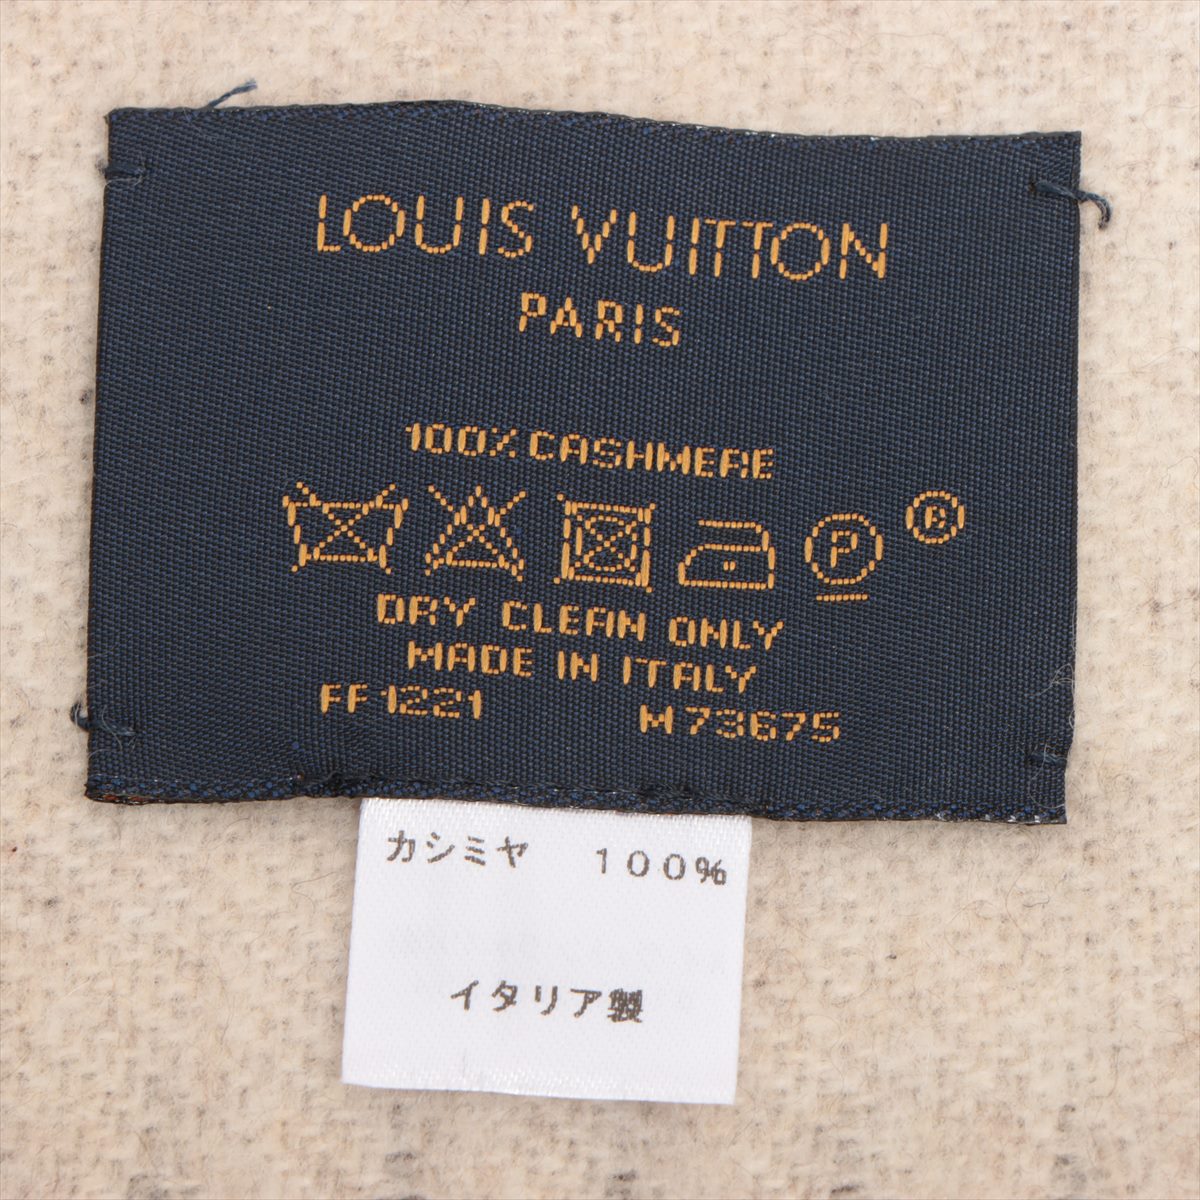 LOUIS VUITTON
PARIS
100% CASHMERE
P ®
DRY CLEAN ONLY
MADE IN ITALY
FF1221 M73675
カシミヤ 100%
イタリア製